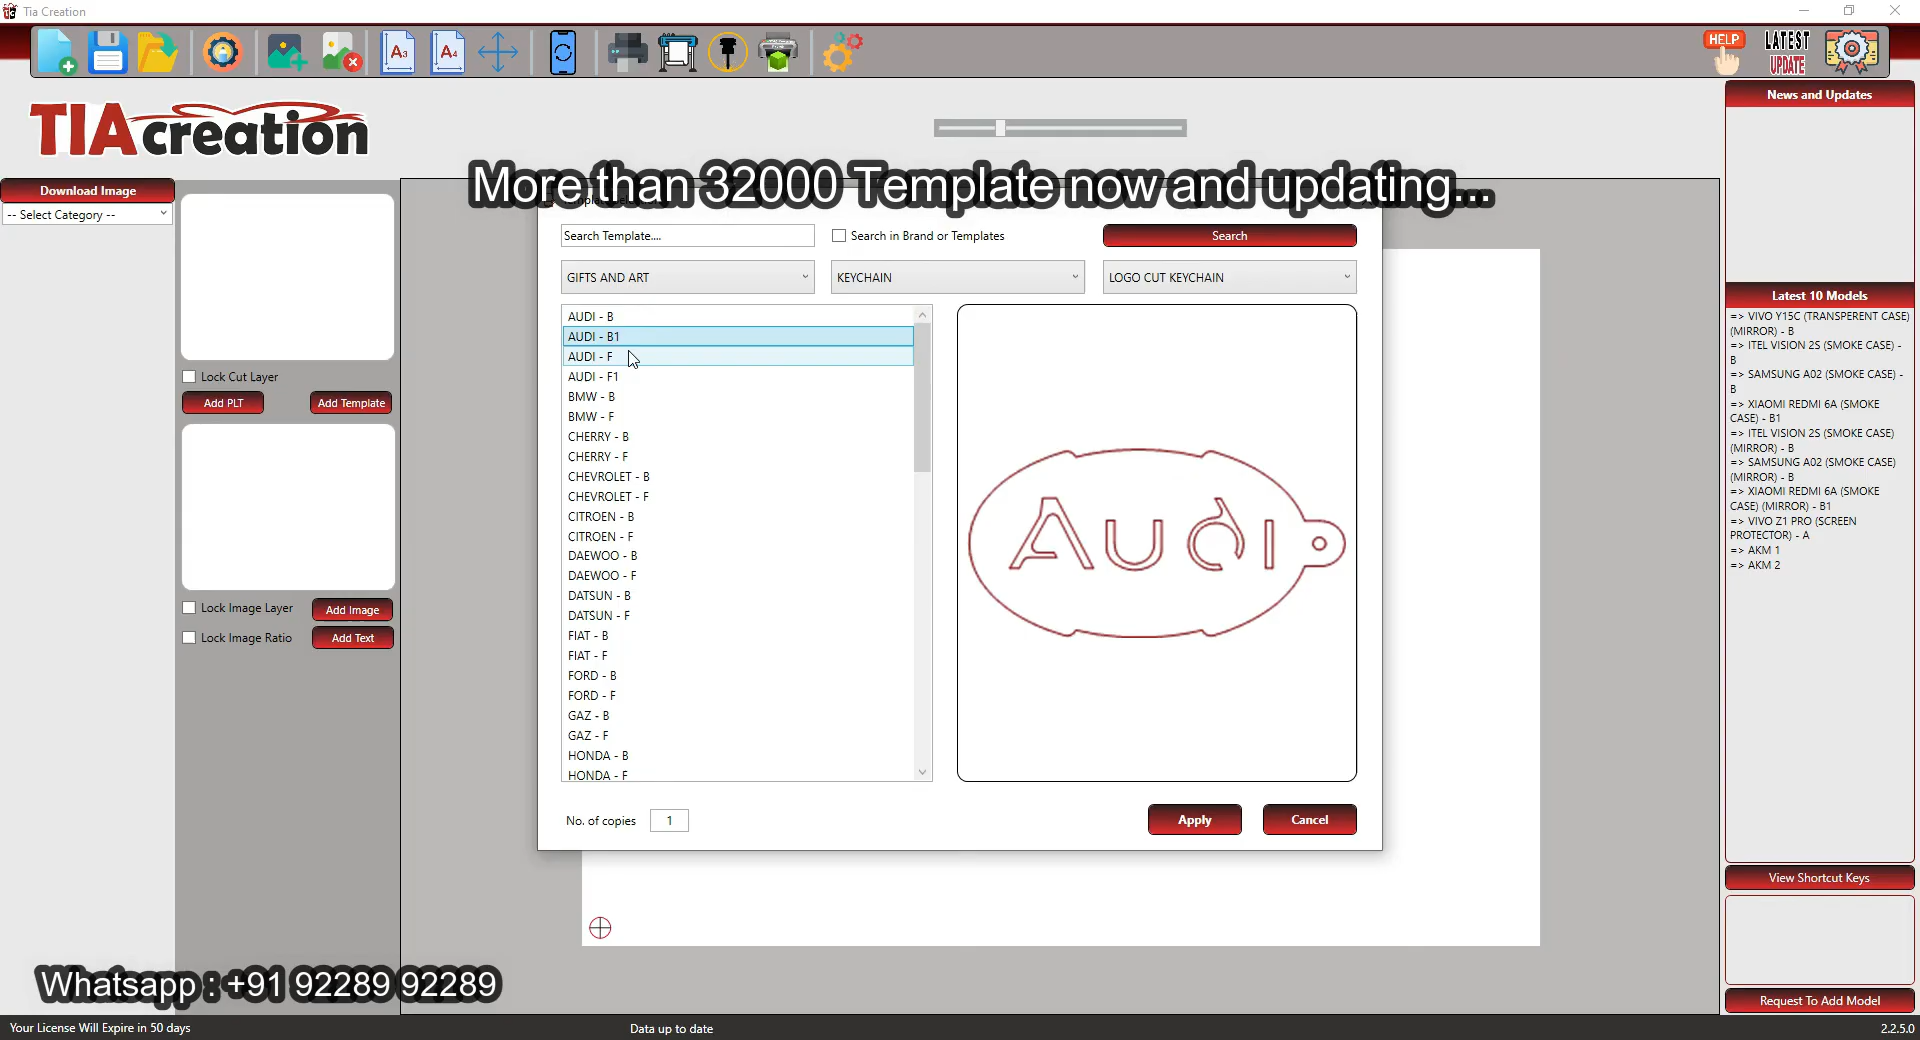 Tia Creation
A3
A4
HELP
LATEST
UPDATE
TIAcreation
More than 32000 Template now and updating...
Download Image
-- Select Category --
Lock Cut Layer
Add PLT
Add Template
Lock Image Layer
Add Image
Lock Image Ratio
Add Text
Search Template....
Search in Brand or Templates
Search
GIFTS AND ART
KEYCHAIN
LOGO CUT KEYCHAIN
AUDI - B
AUDI - B1
AUDI - F
AUDI - F1
BMW - B
BMW - F
CHERRY - B
CHERRY - F
CHEVROLET - B
CHEVROLET - F
CITROEN - B
CITROEN - F
DAEWOO - B
DAEWOO - F
DATSUN - B
DATSUN - F
FIAT - B
FIAT - F
FORD - B
FORD - F
GAZ - B
GAZ - F
HONDA - B
HONDA - F
Audi
No. of copies
1
Apply
Cancel
News and Updates
Latest 10 Models
=> VIVO Y15C (TRANSPERENT CASE)
(MIRROR) - B
=> ITEL VISION 2S (SMOKE CASE) -
B
=> SAMSUNG A02 (SMOKE CASE) -
B
=> XIAOMI REDMI 6A (SMOKE
CASE) - B1
=> ITEL VISION 2S (SMOKE CASE)
(MIRROR) - B
=> SAMSUNG A02 (SMOKE CASE)
(MIRROR) - B
=> XIAOMI REDMI 6A (SMOKE
CASE) (MIRROR) - B1
=> VIVO Z1 PRO (SCREEN
PROTECTOR) - A
=> AKM 1
=> AKM 2
View Shortcut Keys
Request To Add Model
Whatsapp : +91 92289 92289
Your License Will Expire in 50 days
Data up to date
2.2.5.0